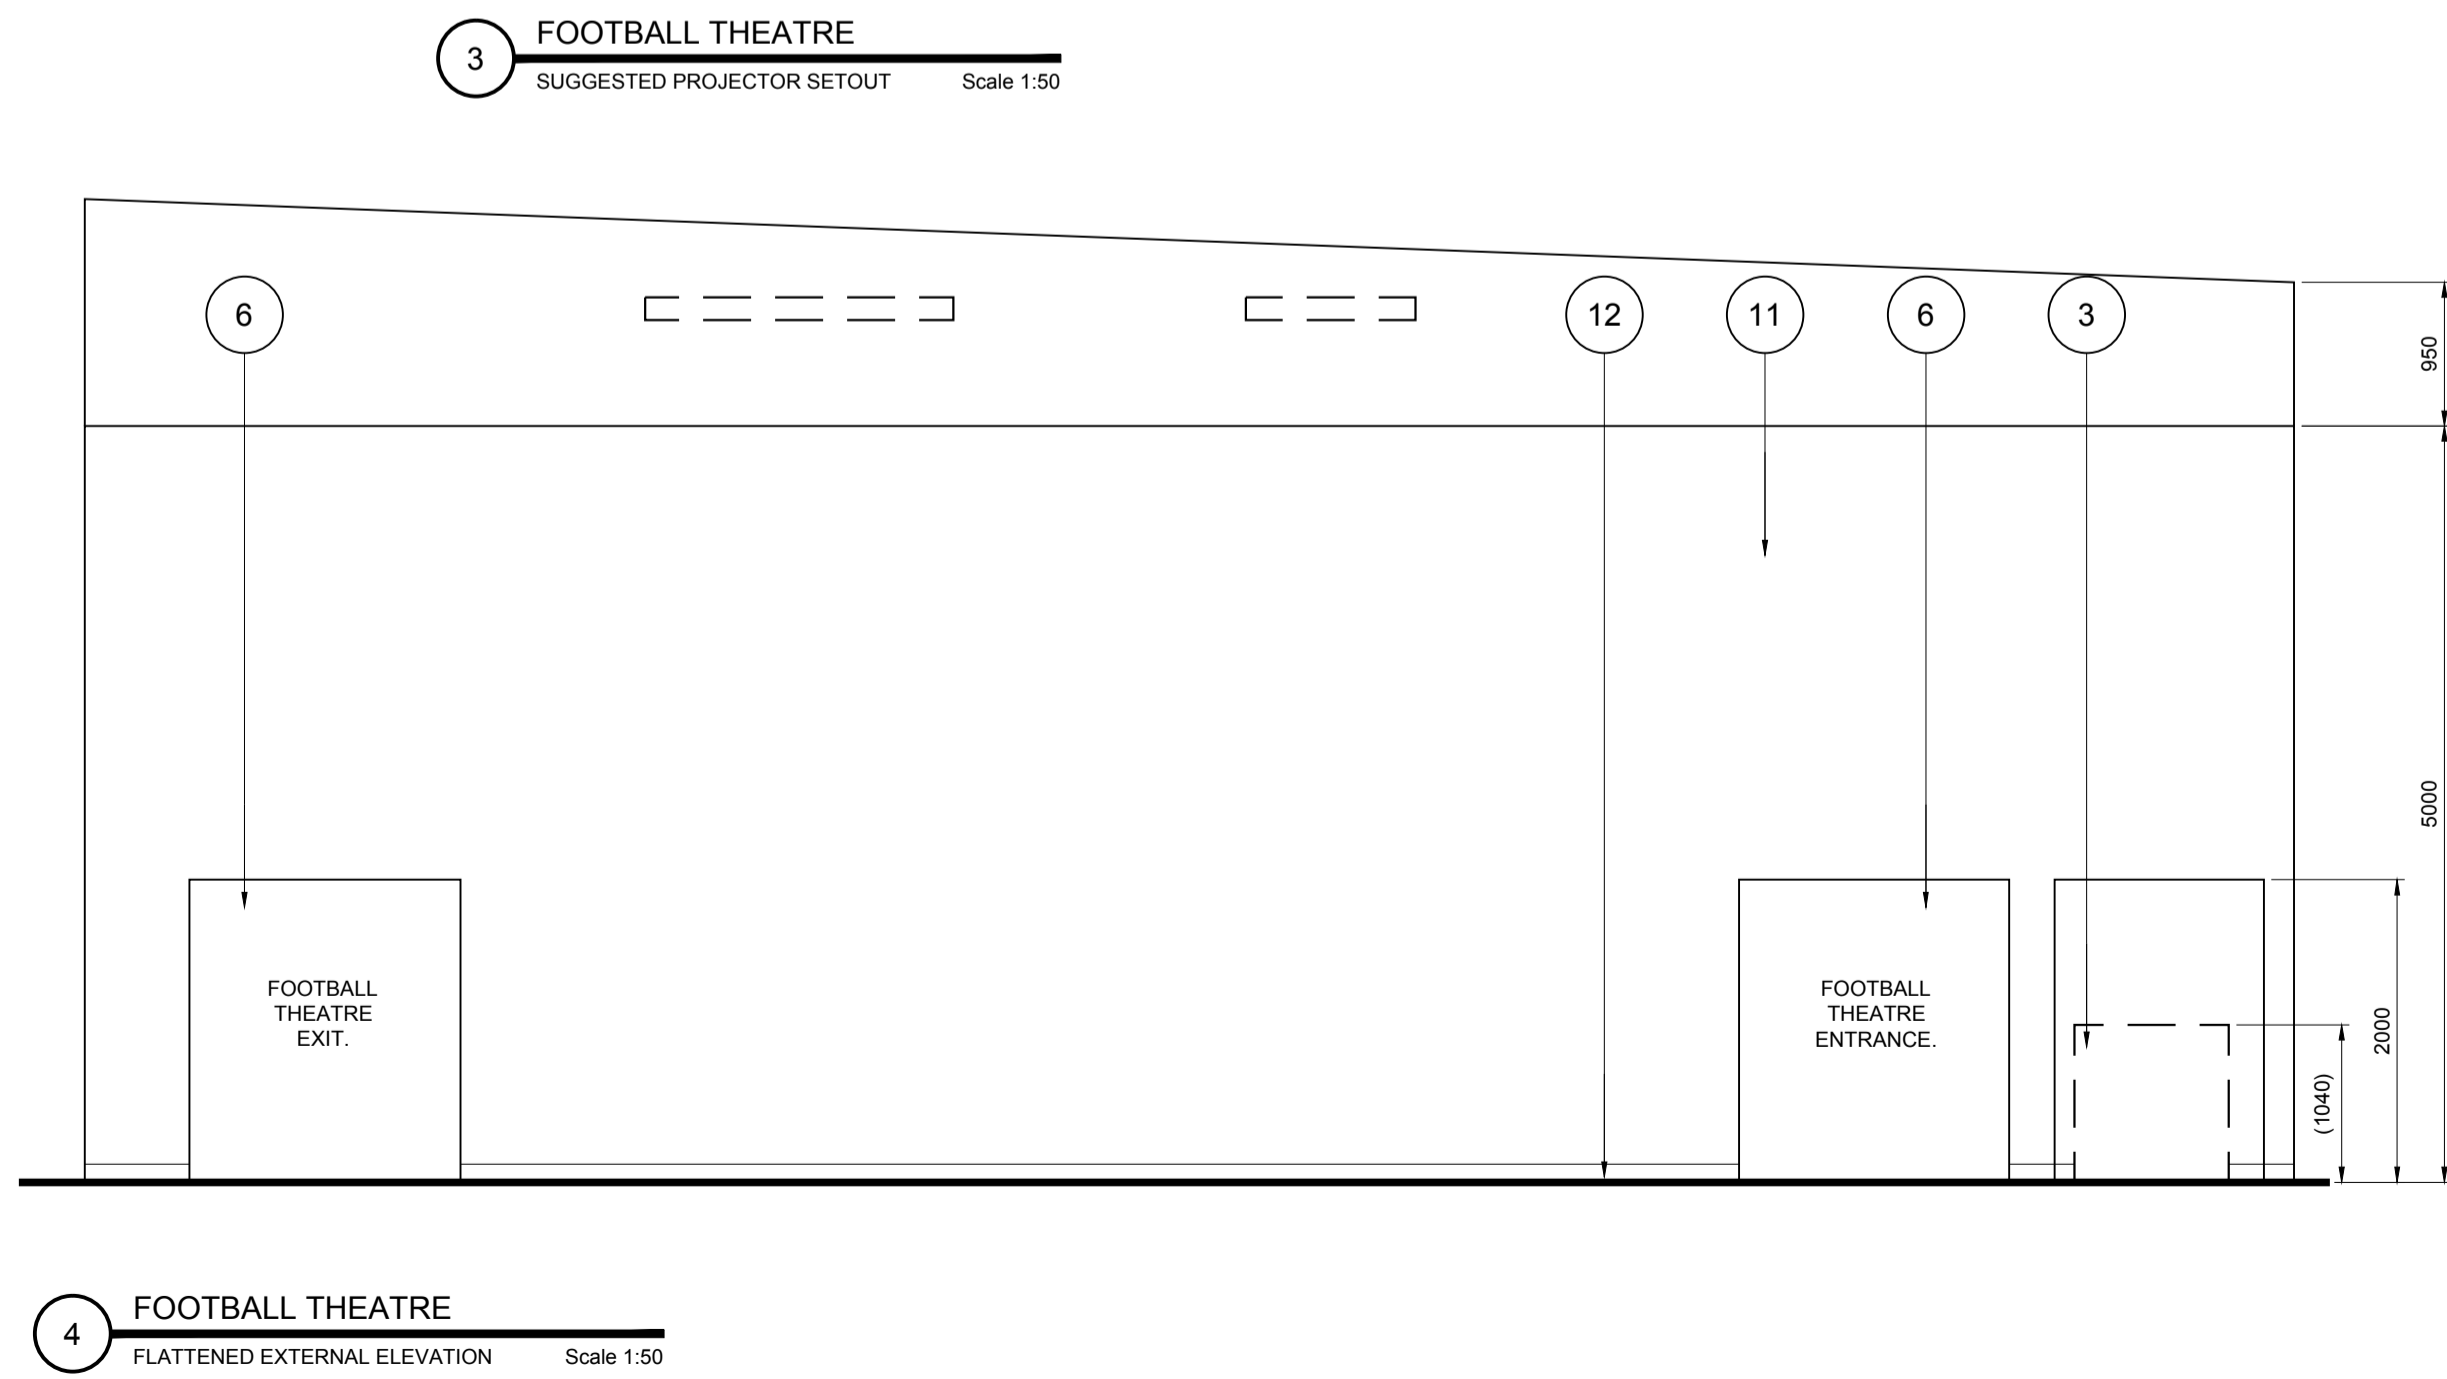 3
FOOTBALL THEATRE
SUGGESTED PROJECTOR SETOUT Scale 1:50
6
12
11
6
3
950
5000
2000
(1040)
FOOTBALL
THEATRE
EXIT.
FOOTBALL
THEATRE
ENTRANCE.
4
FOOTBALL THEATRE
FLATTENED EXTERNAL ELEVATION Scale 1:50